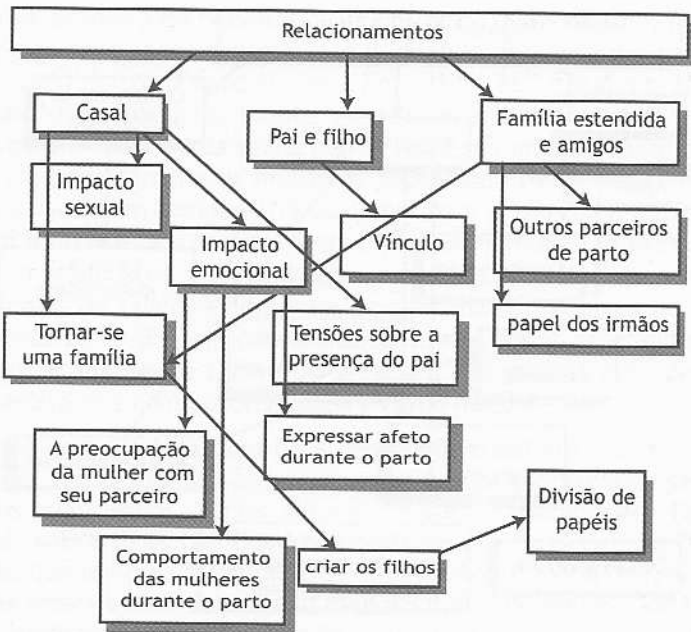 Relacionamentos
Casal
Pai e filho
Família estendida
e amigos
Impacto
sexual
Impacto
emocional
Vínculo
Outros parceiros
de parto
Tornar-se
uma família
Tensões sobre a
presença do pai
papel dos irmãos
A preocupação
da mulher com
seu parceiro
Expressar afeto
durante o parto
Divisão de
papéis
Comportamento
das mulheres
durante o parto
criar os filhos